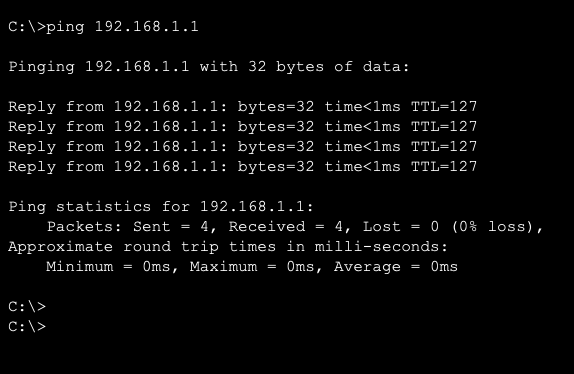 C:\>ping 192.168.1.1
Pinging 192.168.1.1 with 32 bytes of data:
Reply from 192.168.1.1: bytes=32 time<1ms TTL=127
Reply from 192.168.1.1: bytes=32 time<1ms TTL=127
Reply from 192.168.1.1: bytes=32 time<1ms TTL=127
Reply from 192.168.1.1: bytes=32 time<1ms TTL=127
Ping statistics for 192.168.1.1:
    Packets: Sent = 4, Received = 4, Lost = 0 (0% loss),
Approximate round trip times in milli-seconds:
    Minimum = 0ms, Maximum = 0ms, Average = 0ms
C:\>
C:\>